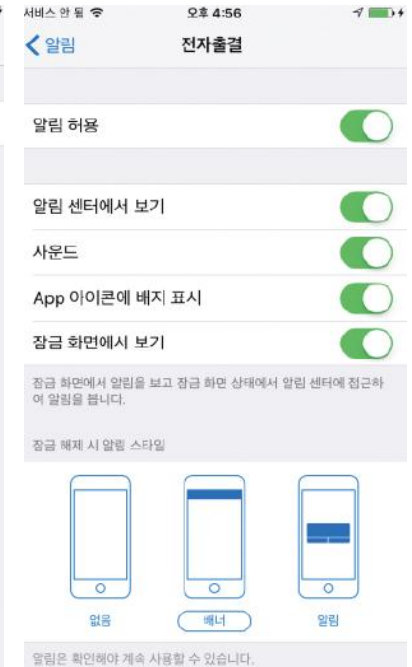 서비스 안 됨 오후 4:56
알림 전자출결
알림 허용
알림 센터에서 보기
사운드
App 아이콘에 배지 표시
잠금 화면에서 보기
잠금 화면에서 알림을 보고 잠금 화면 상태에서 알림 센터에 접근하
여 알림을 봅니다.
잠금 해제 시 알림 스타일
없음 배너 알림
알림은 확인해야 계속 사용할 수 있습니다.